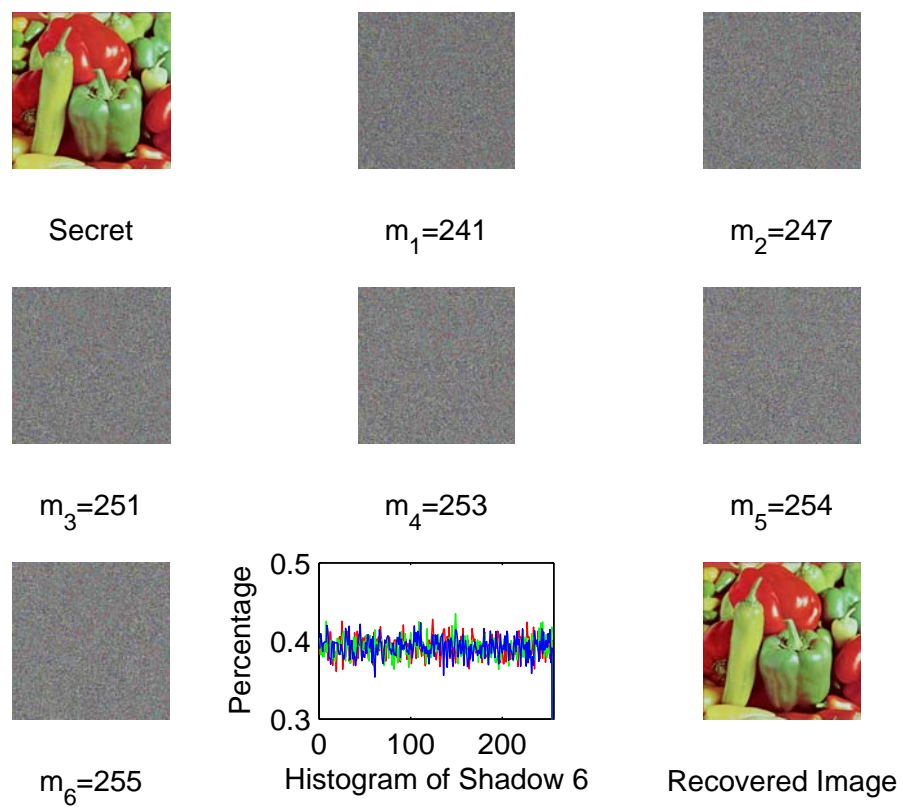 Secret
m1=241
m2=247
m3=251
m4=253
m5=254
m6=255
Percentage
0.5
0.4
0.3
0 100 200
Histogram of Shadow 6
Recovered Image